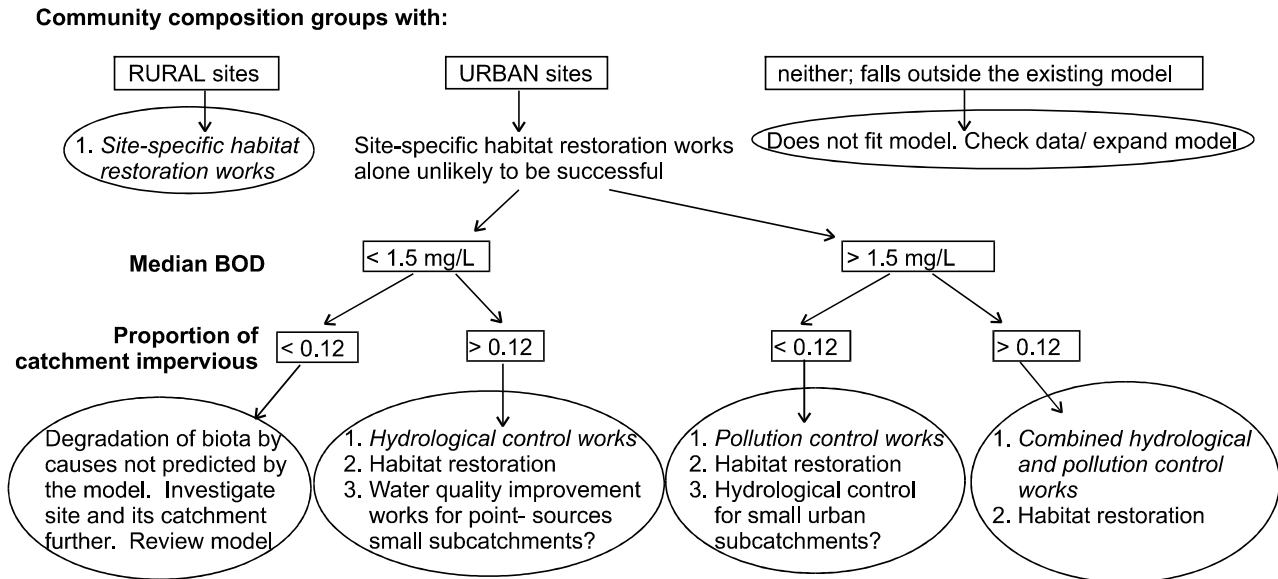 Community composition groups with:
RURAL sites
URBAN sites
neither; falls outside the existing model
1. Site-specific habitat
restoration works
Site-specific habitat restoration works
alone unlikely to be successful
Does not fit model. Check data/ expand model
Median BOD
< 1.5 mg/L
> 1.5 mg/L
Proportion of
catchment impervious
< 0.12
> 0.12
< 0.12
> 0.12
Degradation of biota by
causes not predicted by
the model. Investigate
site and its catchment
further. Review model
1. Hydrological control works
2. Habitat restoration
3. Water quality improvement
works for point- sources
small subcatchments?
1. Pollution control works
2. Habitat restoration
3. Hydrological control
for small urban
subcatchments?
1. Combined hydrological
and pollution control
works
2. Habitat restoration